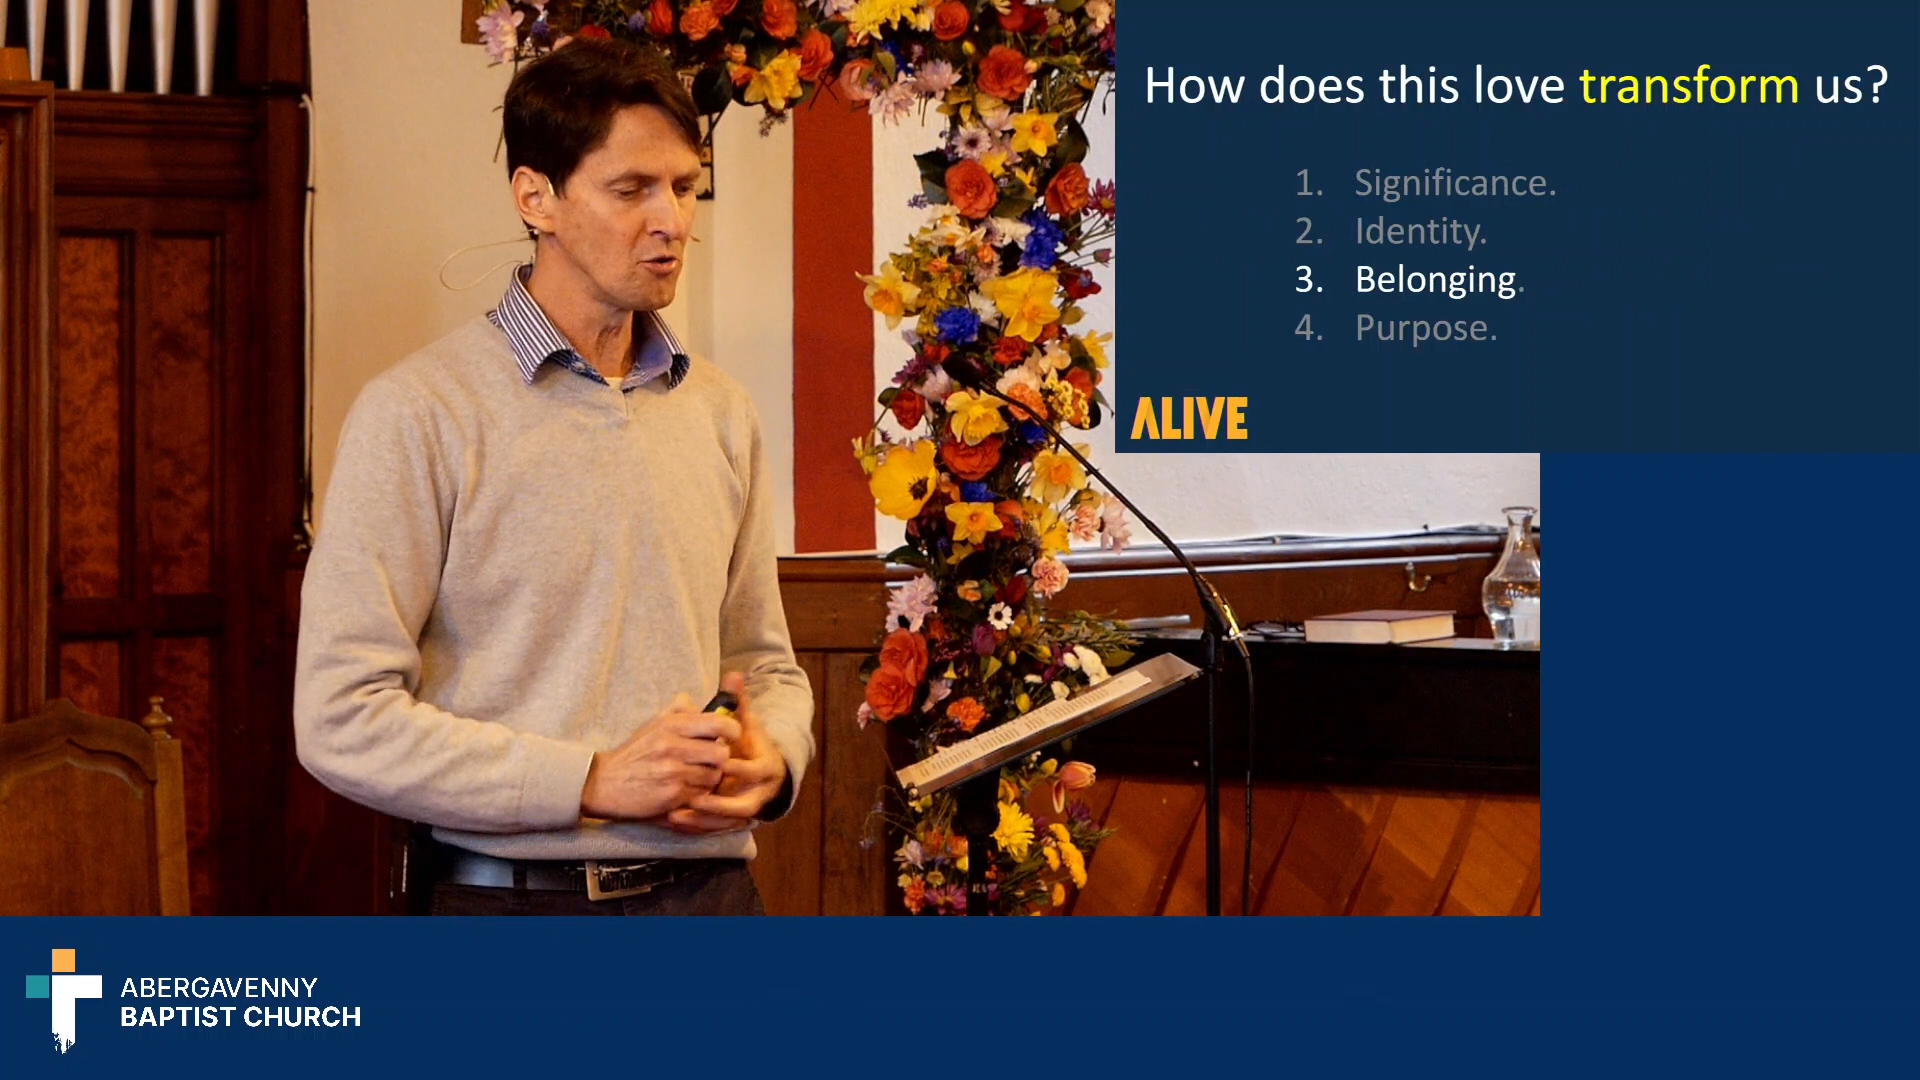 How does this love transform us?
1. Significance.
2. Identity.
3. Belonging.
4. Purpose.
ALIVE
ABERGAVENNY
BAPTIST CHURCH